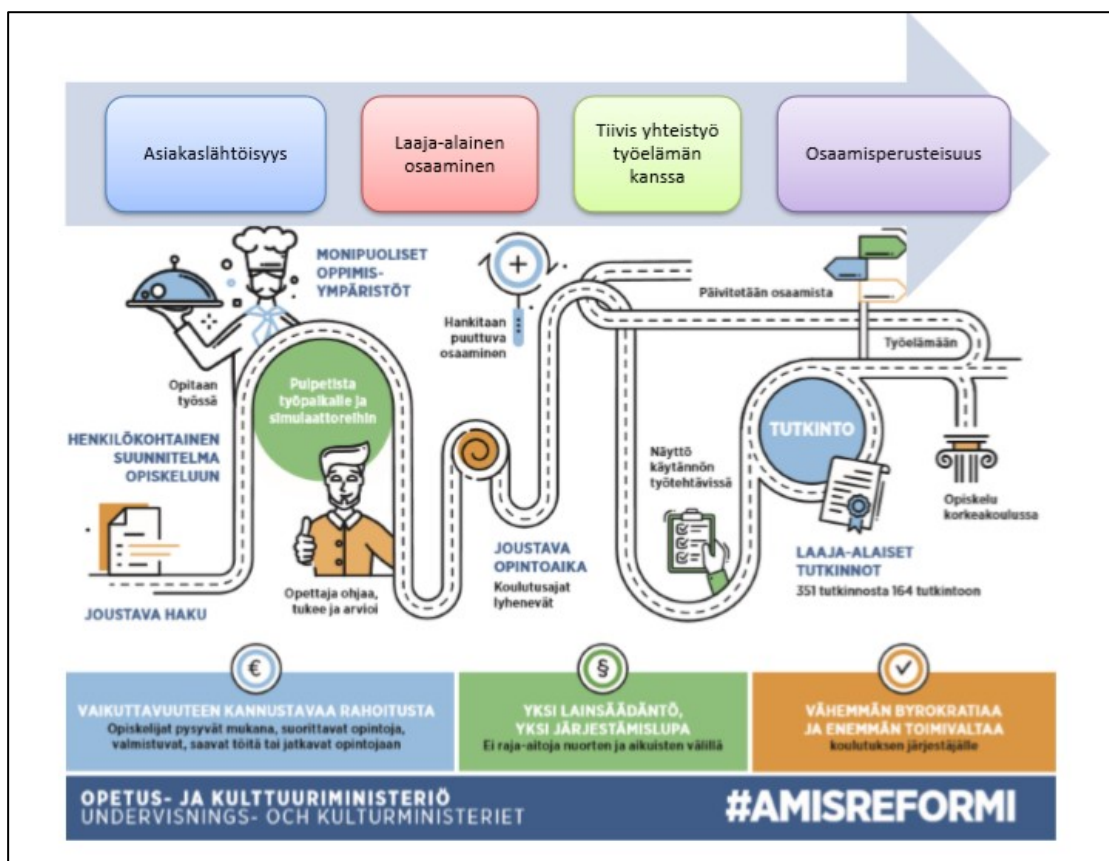 Asiakaslähtöisyys
Laaja-alainen
osaaminen
Tiivis yhteistyö
työelämän
kanssa
Osaamisperusteisuus
MONIPUOLISET
OPPIMIS-
YMPÄRISTÖT
Opitaan
työssä
Pulpetista
työpaikalle ja
simulaattoreihin
HENKILÖKOHTAINEN
SUUNNITELMA
OPISKELUUN
JOUSTAVA HAKU
Opettaja ohjaa,
tukee ja arvioi
Hankitaan
puuttuva
osaaminen
JOUSTAVA
OPINTOAIKA
Koulutusajat
lyhenevät
Päivitetään osaamista
Työelämään
Näyttö
käytännön
työtehtävissä
TUTKINTO
Opiskelu
korkeakoulussa
LAAJA-ALAISET
TUTKINNOT
351 tutkinnosta 164 tutkintoon
€
VAIKUTTAVUUTEEN KANNUSTAVAA RAHOITUSTA
Opiskelijat pysyvät mukana, suorittavat opintoja,
valmistuvat, saavat töitä tai jatkavat opintojaan
§
YKSI LAINSÄÄDÄNTÖ,
YKSI JÄRJESTÄMISLUPA
Ei raja-aitoja nuorten ja aikuisten välillä
VÄHEMMÄN BYROKRATIAA
JA ENEMMÄN TOIMIVALTAA
koulutuksen järjestäjälle
OPETUS- JA KULTTUURIMINISTERIÖ
UNDERVISNINGS- OCH KULTURMINISTERIET
#AMISREFORMI